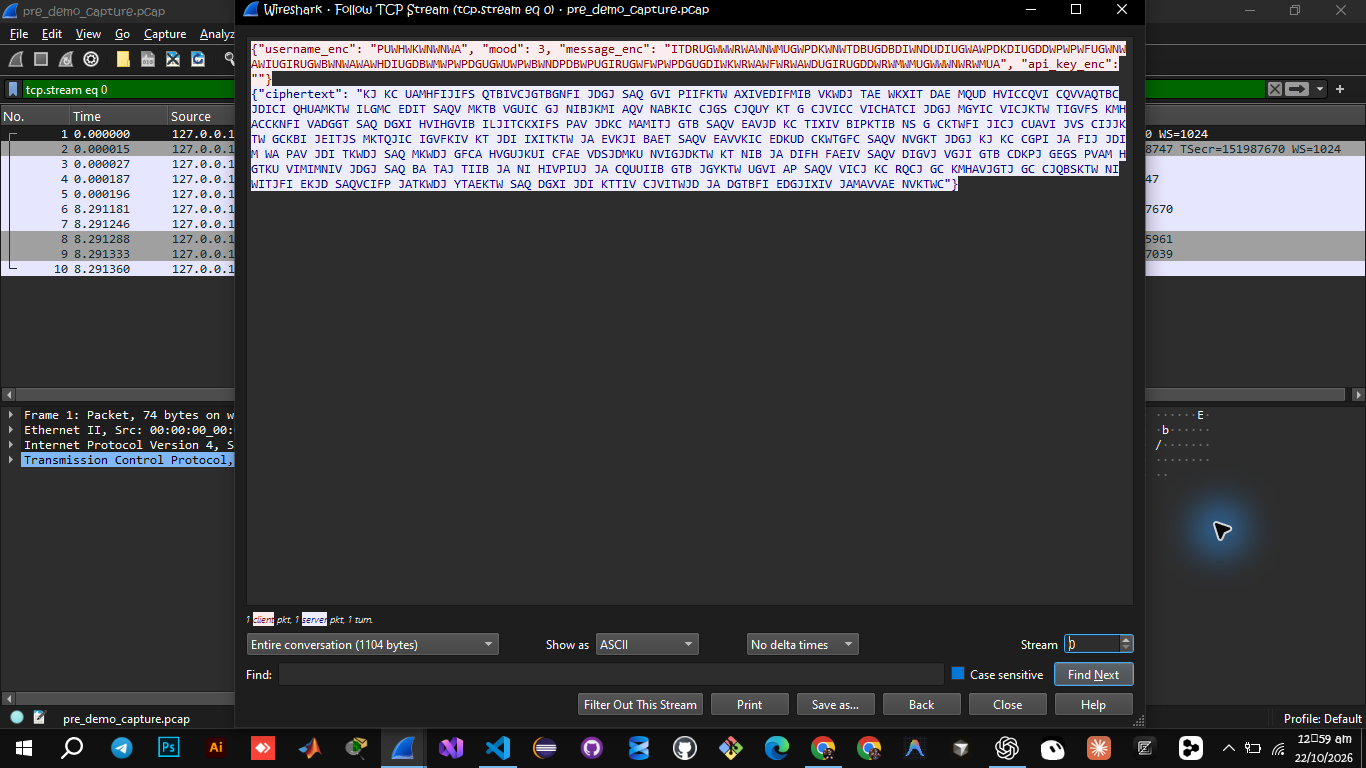 pre_demo_capture.pcap
Wireshark · Follow TCP Stream (tcp.stream eq 0) · pre_demo_capture.pcap
File Edit View Go Capture Analyz
tcp.stream eq 0
No. Time Source
1 0.000000 127.0.0.1
2 0.000015 127.0.0.1
3 0.000027 127.0.0.1
4 0.000187 127.0.0.1
5 0.000196 127.0.0.1
6 8.291181 127.0.0.1
7 8.291246 127.0.0.1
8 8.291288 127.0.0.1
9 8.291333 127.0.0.1
10 8.291360 127.0.0.1
0 WS=1024
8747 TSecr=151987670 WS=1024
47
7670
5961
7039
{"username_enc": "PUWHWKWNWNWA", "mood": 3, "message_enc": "ITDRUGWWWRWAWNWMUGWPDKWNWTDBUGDBDIWNDUDIUGWAWPDKDIUGDDWPWPWFUGWNW
AWIUGIRUGWBWNWAWAWHDIUGDBWMWPWPDGUGWUWPWBWNDPDBWPUGIRUGWFWPWPDGUGDIWKWRWAWFWRWAWDUGIRUGDDWRWMWMUGWWWNWRWMUA", "api_key_enc":
""}
{"ciphertext": "KJ KC UAMHFIJIFS QTBIVCJGTBGNFI JDGJ SAQ GVI PIIFKTW AXIVEDIFMIB VKWDJ TAE WKXIT DAE MQUD HVICCQVI CQVVAQTBC
JDICI QHUAMKTW ILGMC EDIT SAQV MKTB VGUIC GJ NIBJKMI AQV NABKIC CJGS CJQUY KT G CJVICC VICHATCI JDGJ MGYIC VICJKTW TIGVFS KMH
ACCKNFI VADGGT SAQ DGXI HVIHGVIB ILJITCKXIFS PAV JDKC MAMITJ GTB SAQV EAVJD KC TIXIV BIPKTIB NS G CKTWFI JICJ CUAVI JVS CIJJK
TW GCKBI JEITJS MKTQJIC IGVFKIV KT JDI IXITKTW JA EVKJI BAET SAQV EAVVKIC EDKUD CKWTGFC SAQV NVGKT JDGJ KJ KC CGPI JA FIJ JDI
M WA PAV JDI TKWDJ SAQ MKWDJ GFCA HVGUJKUI CFAE VDSJDMKU NVIGJDKTW KT NIB JA DIFH FAEIV SAQV DIGVJ VGJI GTB CDKPJ GEGS PVAM H
GTKU VIMIMNIV JDGJ SAQ BA TAJ TIIB JA NI HIVPIUJ JA CQUUIIB GTB JGYKTW UGVI AP SAQV VICJ KC RQCJ GC KMHAVJGTJ GC CJQBSKTW NI
WITJFI EKJD SAQVCIFP JATKWDJ YTAEKTW SAQ DGXI JDI KTTIV CJVITWJD JA DGTBFI EDGJIXIV JAMAVVAE NVKTWC"}
Frame 1: Packet, 74 bytes on w
Ethernet II, Src: 00:00:00_00:
Internet Protocol Version 4, S
Transmission Control Protocol,
······E·
·b······
/·······
········
··
1 client pkt, 1 server pkt, 1 turn.
Entire conversation (1104 bytes) Show as ASCII No delta times Stream 0
Find: Case sensitive Find Next
Filter Out This Stream Print Save as... Back Close Help
pre_demo_capture.pcap
Profile: Default
Ps Ai
12 59 am
22/10/2026